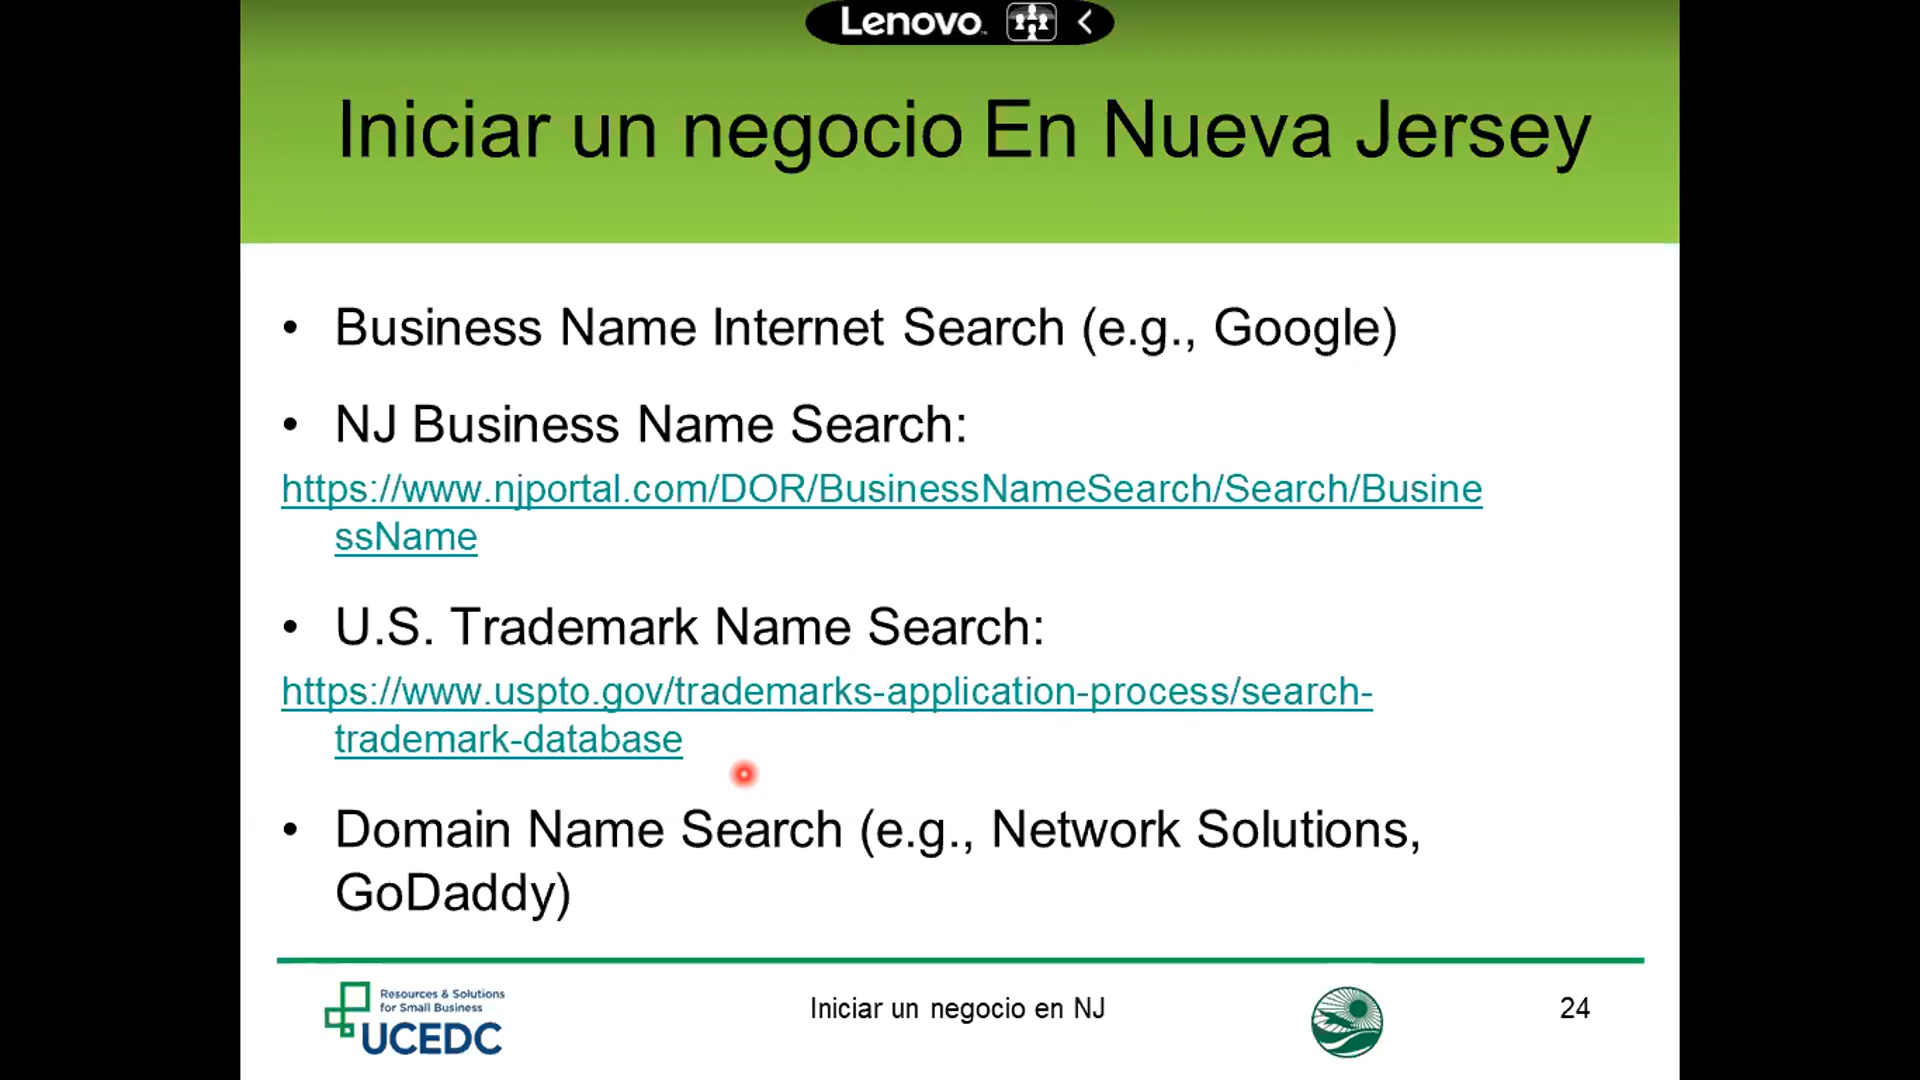 Lenovo
Iniciar un negocio En Nueva Jersey
• Business Name Internet Search (e.g., Google)
• NJ Business Name Search:
https://www.njportal.com/DOR/BusinessNameSearch/Search/Busine
ssName
• U.S. Trademark Name Search:
https://www.uspto.gov/trademarks-application-process/search-
trademark-database
• Domain Name Search (e.g., Network Solutions,
GoDaddy)
Resources & Solutions
for Small Business
UCEDC
Iniciar un negocio en NJ
24